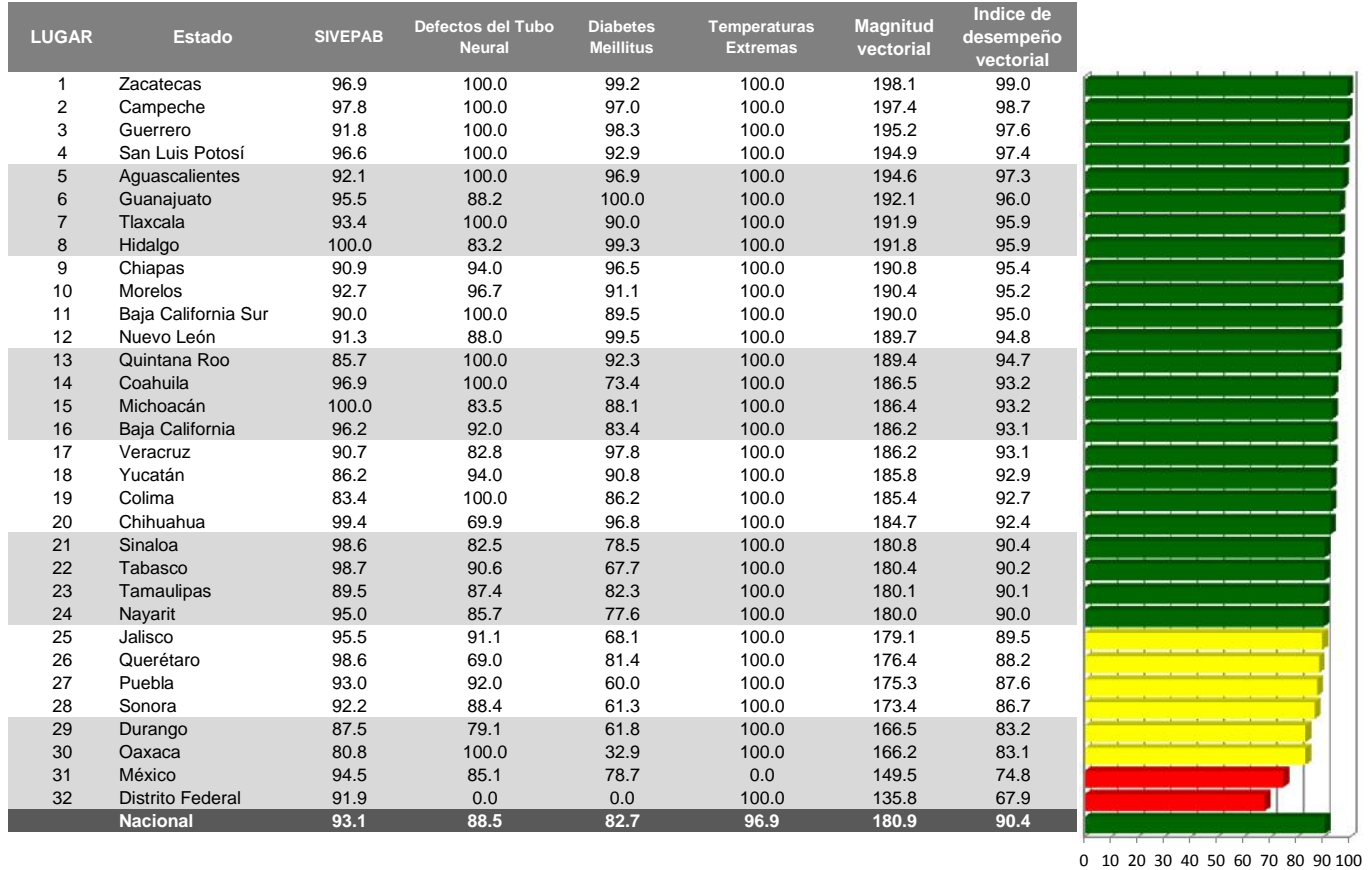 LUGAR Estado SIVEPAB Defectos del Tubo Neural Diabetes Meillitus Temperaturas Extremas Magnitud vectorial Indice de desempeño vectorial
1 Zacatecas 96.9 100.0 99.2 100.0 198.1 99.0
2 Campeche 97.8 100.0 97.0 100.0 197.4 98.7
3 Guerrero 91.8 100.0 98.3 100.0 195.2 97.6
4 San Luis Potosí 96.6 100.0 92.9 100.0 194.9 97.4
5 Aguascalientes 92.1 100.0 96.9 100.0 194.6 97.3
6 Guanajuato 95.5 88.2 100.0 100.0 192.1 96.0
7 Tlaxcala 93.4 100.0 90.0 100.0 191.9 95.9
8 Hidalgo 100.0 83.2 99.3 100.0 191.8 95.9
9 Chiapas 90.9 94.0 96.5 100.0 190.8 95.4
10 Morelos 92.7 96.7 91.1 100.0 190.4 95.2
11 Baja California Sur 90.0 100.0 89.5 100.0 190.0 95.0
12 Nuevo León 91.3 88.0 99.5 100.0 189.7 94.8
13 Quintana Roo 85.7 100.0 92.3 100.0 189.4 94.7
14 Coahuila 96.9 100.0 73.4 100.0 186.5 93.2
15 Michoacán 100.0 83.5 88.1 100.0 186.4 93.2
16 Baja California 96.2 92.0 83.4 100.0 186.2 93.1
17 Veracruz 90.7 82.8 97.8 100.0 186.2 93.1
18 Yucatán 86.2 94.0 90.8 100.0 185.8 92.9
19 Colima 83.4 100.0 86.2 100.0 185.4 92.7
20 Chihuahua 99.4 69.9 96.8 100.0 184.7 92.4
21 Sinaloa 98.6 82.5 78.5 100.0 180.8 90.4
22 Tabasco 98.7 90.6 67.7 100.0 180.4 90.2
23 Tamaulipas 89.5 87.4 82.3 100.0 180.1 90.1
24 Nayarit 95.0 85.7 77.6 100.0 180.0 90.0
25 Jalisco 95.5 91.1 68.1 100.0 179.1 89.5
26 Querétaro 98.6 69.0 81.4 100.0 176.4 88.2
27 Puebla 93.0 92.0 60.0 100.0 175.3 87.6
28 Sonora 92.2 88.4 61.3 100.0 173.4 86.7
29 Durango 87.5 79.1 61.8 100.0 166.5 83.2
30 Oaxaca 80.8 100.0 32.9 100.0 166.2 83.1
31 México 94.5 85.1 78.7 0.0 149.5 74.8
32 Distrito Federal 91.9 0.0 0.0 100.0 135.8 67.9
Nacional 93.1 88.5 82.7 96.9 180.9 90.4
0 10 20 30 40 50 60 70 80 90 100